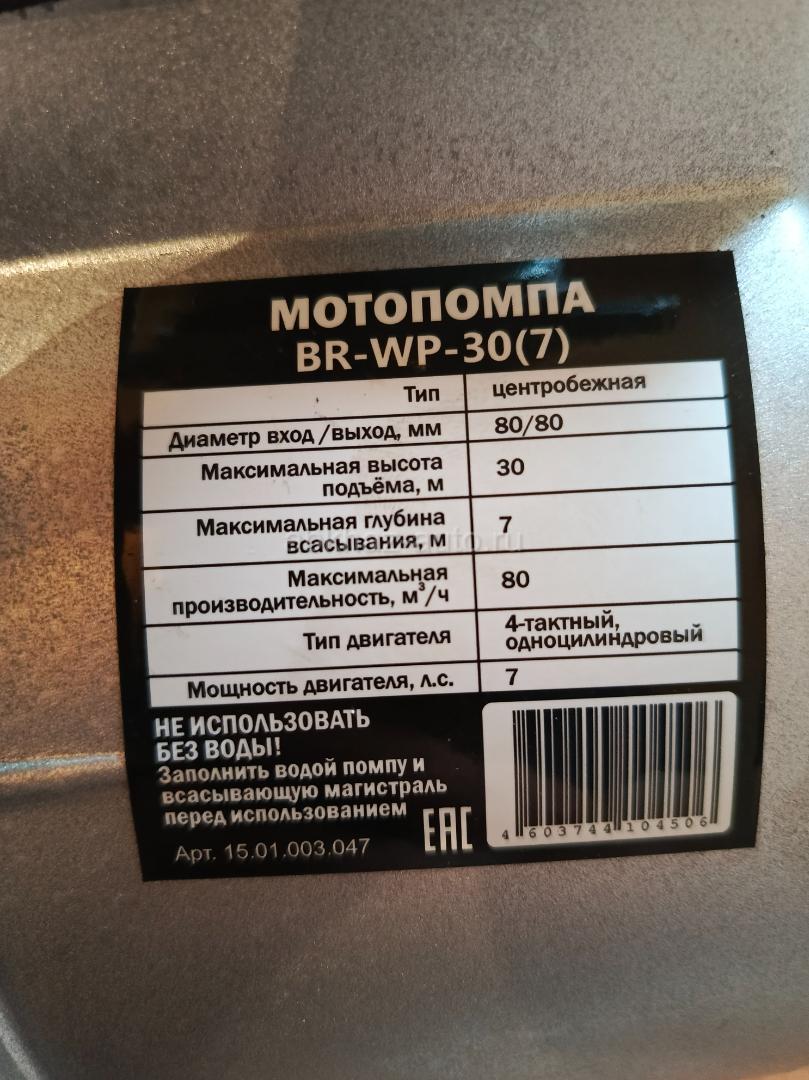 МОТОПОМПА
BR-WP-30(7)
Тип центробежная
Диаметр вход/выход, мм 80/80
Максимальная высота подъёма, м 30
Максимальная глубина всасывания, м 7
Максимальная производительность, м³/ч 80
Тип двигателя 4-тактный, одноцилиндровый
Мощность двигателя, л.с. 7
НЕ ИСПОЛЬЗОВАТЬ
БЕЗ ВОДЫ!
Заполнить водой помпу и
всасывающую магистраль
перед использованием
Арт. 15.01.003.047
EAC
4 603744 104506